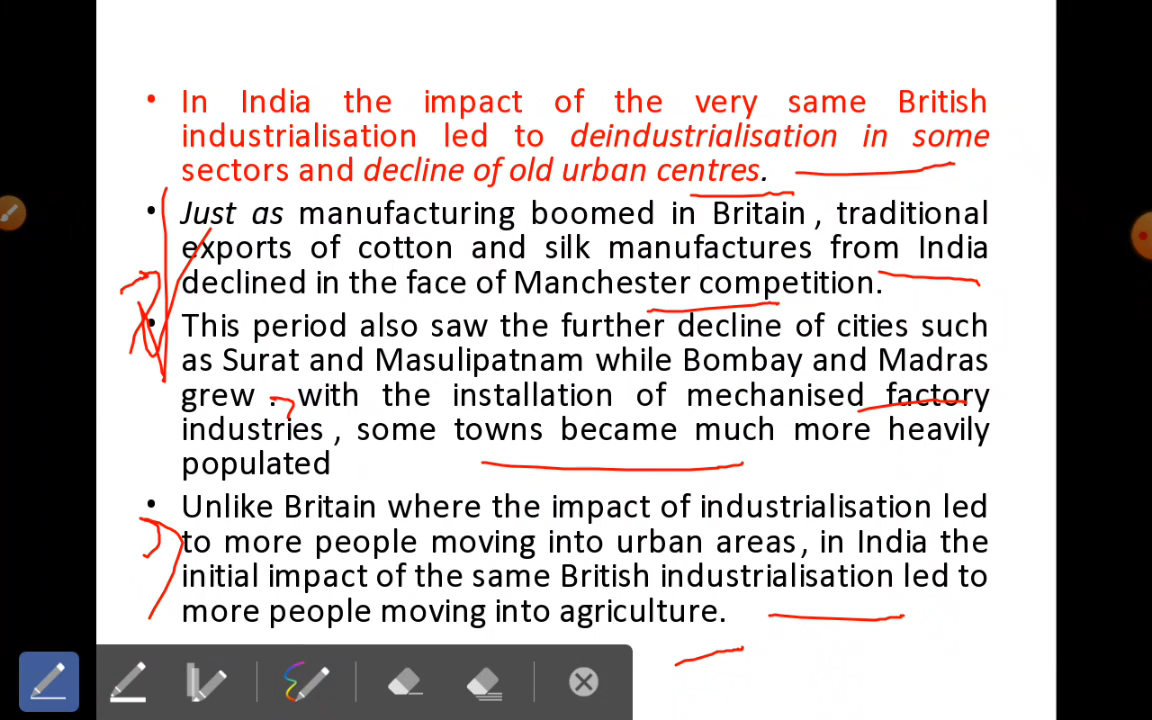 • In India the impact of the very same British
industrialisation led to deindustrialisation in some
sectors and decline of old urban centres.
• Just as manufacturing boomed in Britain , traditional
exports of cotton and silk manufactures from India
declined in the face of Manchester competition.
• This period also saw the further decline of cities such
as Surat and Masulipatnam while Bombay and Madras
grew . with the installation of mechanised factory
industries , some towns became much more heavily
populated
• Unlike Britain where the impact of industrialisation led
to more people moving into urban areas, in India the
initial impact of the same British industrialisation led to
more people moving into agriculture.